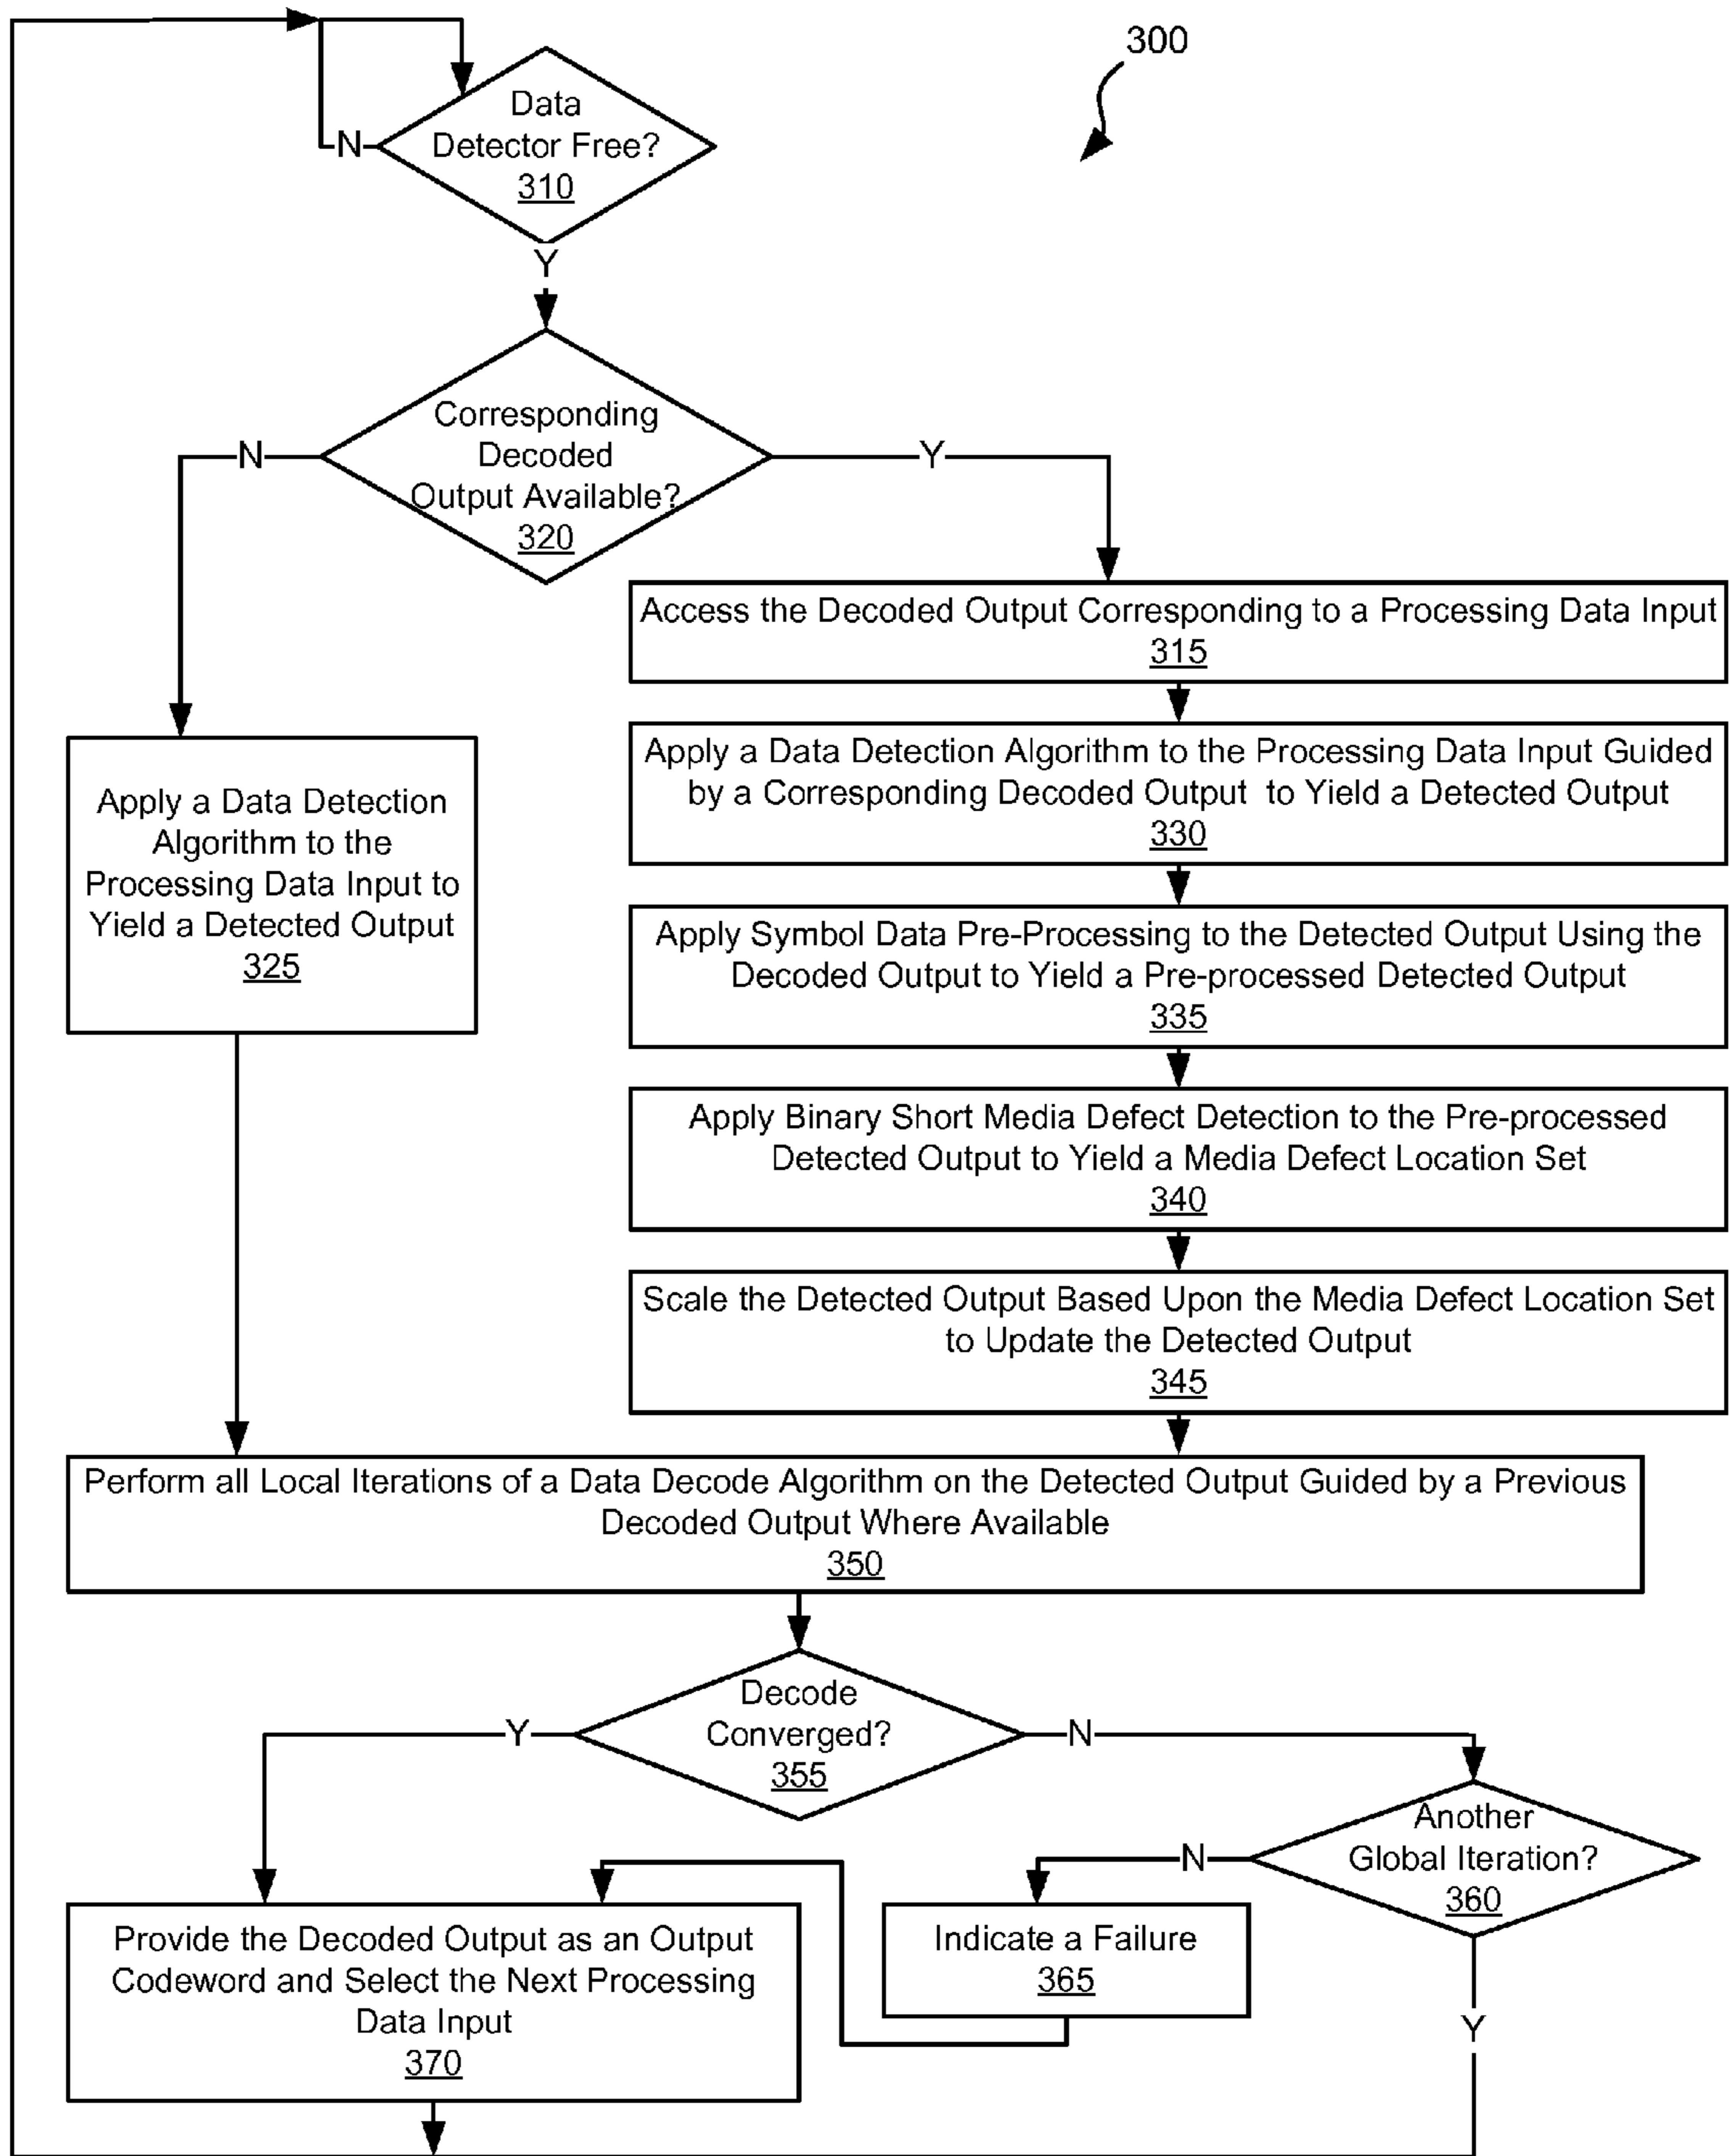 300
Data
Detector Free?
310
N
Y
Corresponding
Decoded
Output Available?
320
N
Y
Access the Decoded Output Corresponding to a Processing Data Input
315
Apply a Data Detection Algorithm to the Processing Data Input Guided
by a Corresponding Decoded Output to Yield a Detected Output
330
Apply a Data Detection
Algorithm to the
Processing Data Input to
Yield a Detected Output
325
Apply Symbol Data Pre-Processing to the Detected Output Using the
Decoded Output to Yield a Pre-processed Detected Output
335
Apply Binary Short Media Defect Detection to the Pre-processed
Detected Output to Yield a Media Defect Location Set
340
Scale the Detected Output Based Upon the Media Defect Location Set
to Update the Detected Output
345
Perform all Local Iterations of a Data Decode Algorithm on the Detected Output Guided by a Previous
Decoded Output Where Available
350
Decode
Converged?
355
Y
N
Another
Global Iteration?
360
N
Y
Indicate a Failure
365
Provide the Decoded Output as an Output
Codeword and Select the Next Processing
Data Input
370